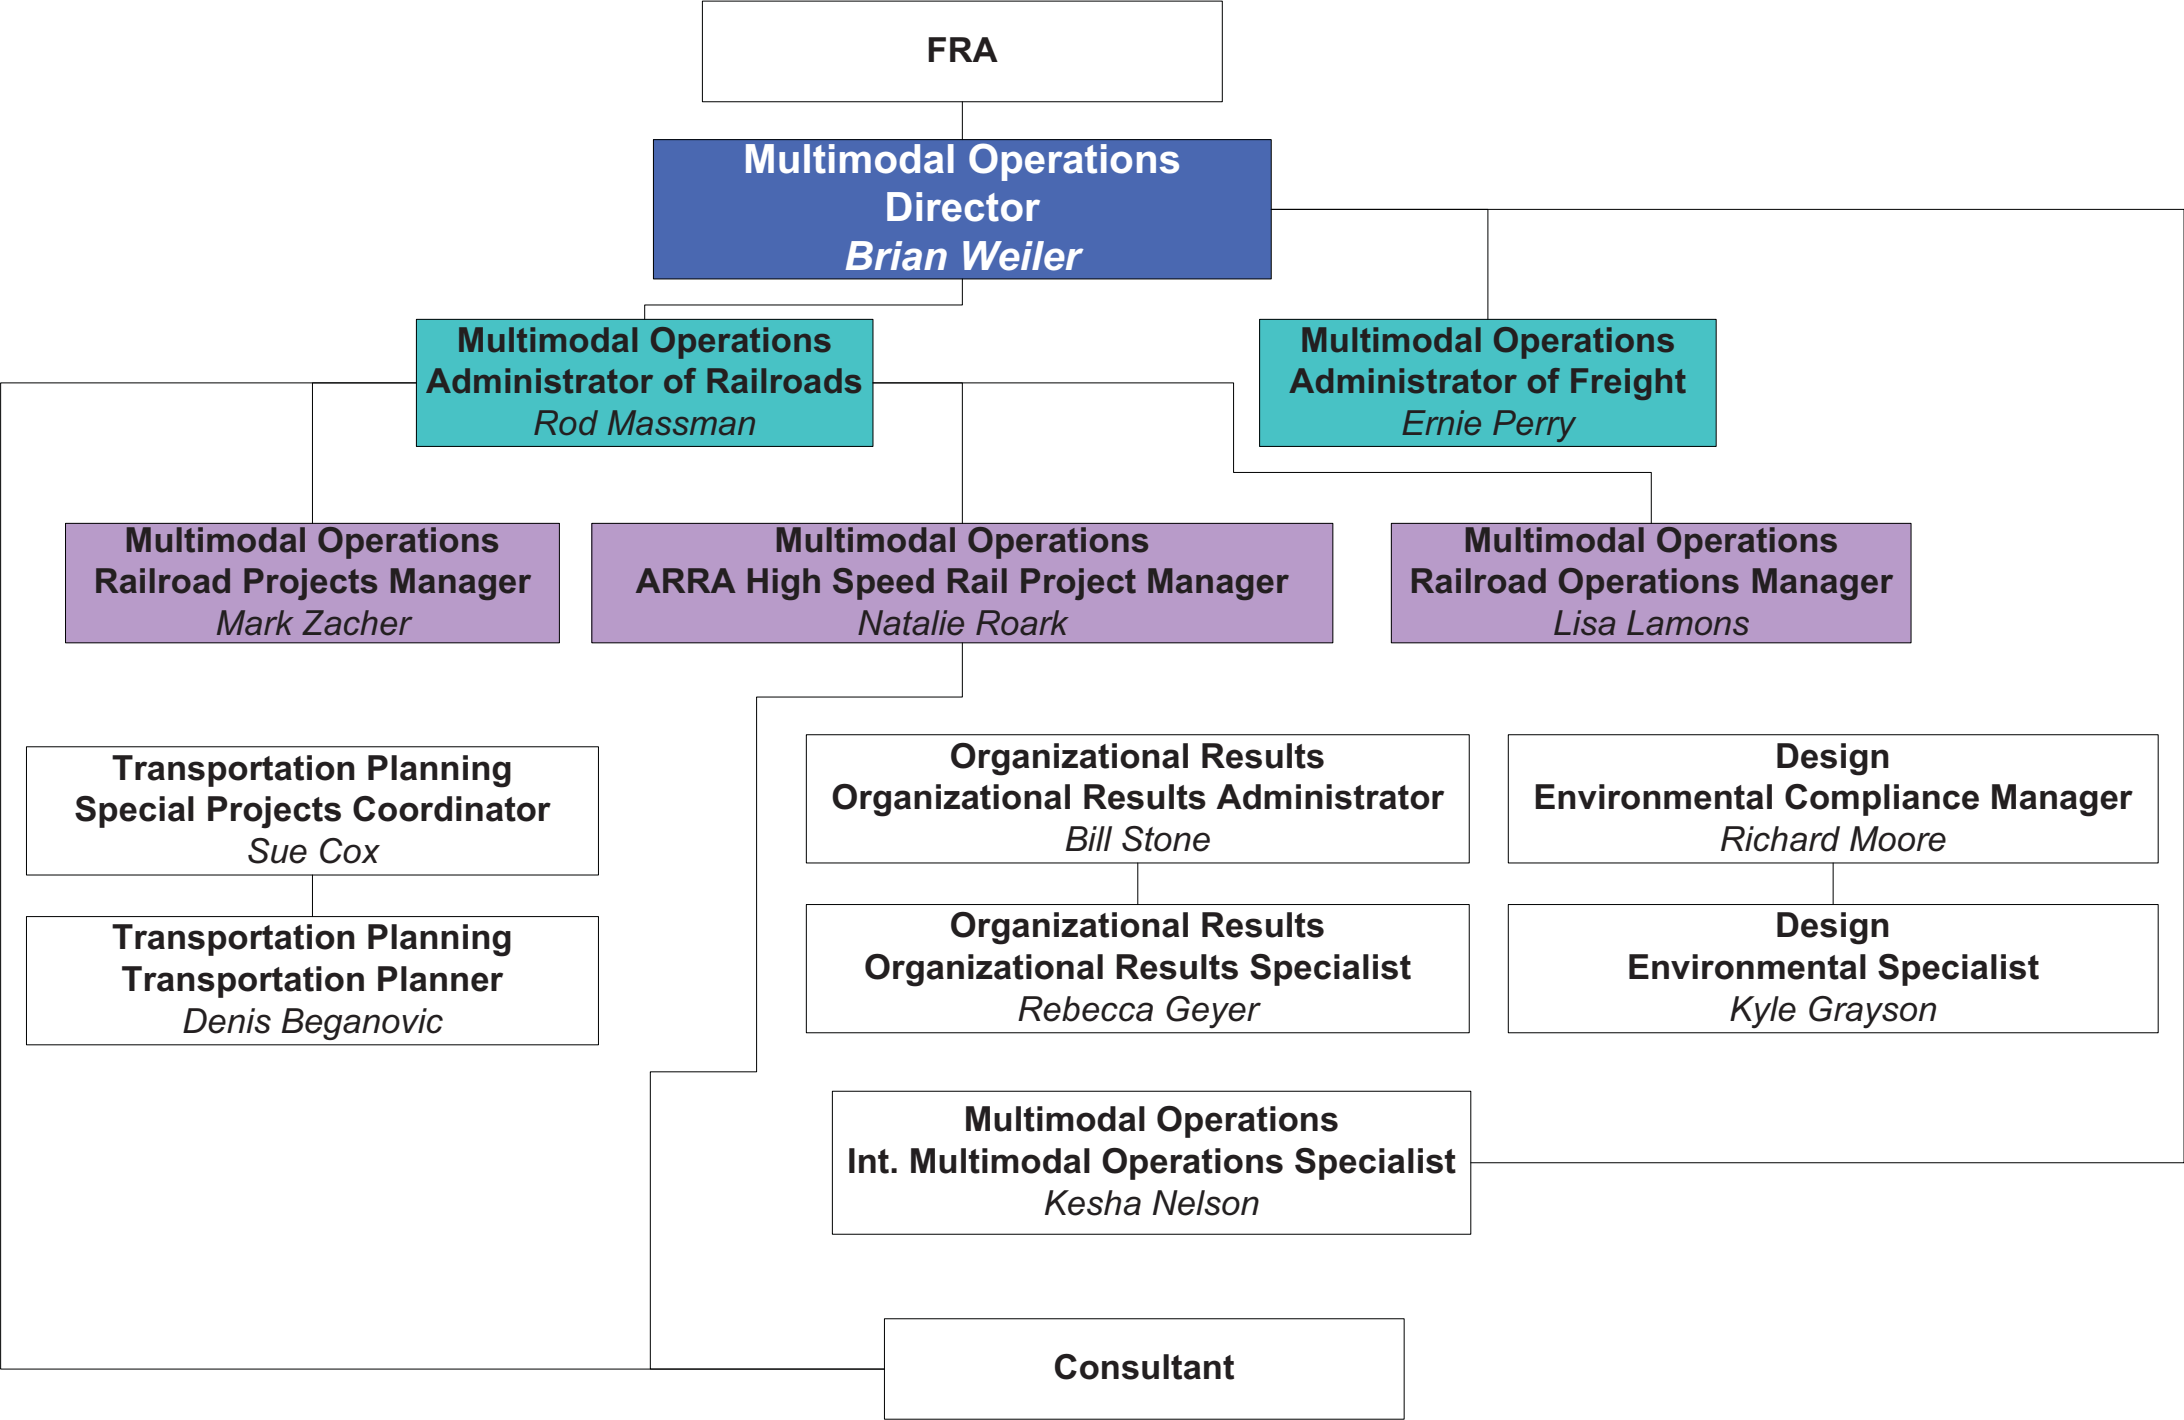 FRA
Multimodal Operations
Director
Brian Weiler
Multimodal Operations
Administrator of Railroads
Rod Massman
Multimodal Operations
Administrator of Freight
Ernie Perry
Multimodal Operations
Railroad Projects Manager
Mark Zacher
Multimodal Operations
ARRA High Speed Rail Project Manager
Natalie Roark
Multimodal Operations
Railroad Operations Manager
Lisa Lamons
Transportation Planning
Special Projects Coordinator
Sue Cox
Organizational Results
Organizational Results Administrator
Bill Stone
Design
Environmental Compliance Manager
Richard Moore
Transportation Planning
Transportation Planner
Denis Beganovic
Organizational Results
Organizational Results Specialist
Rebecca Geyer
Design
Environmental Specialist
Kyle Grayson
Multimodal Operations
Int. Multimodal Operations Specialist
Kesha Nelson
Consultant